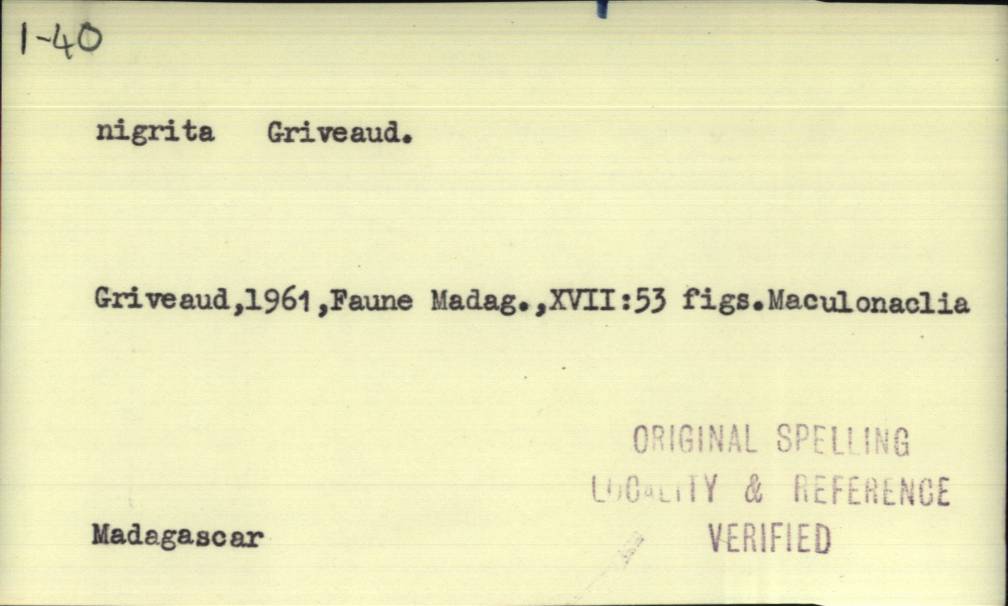 1-40
nigrita Griveaud.
Griveaud,1961,Faune Madag.,XVII:53 figs.Maculonaclia
ORIGINAL SPELLING
LOCALITY & REFERENCE
VERIFIED
Madagascar